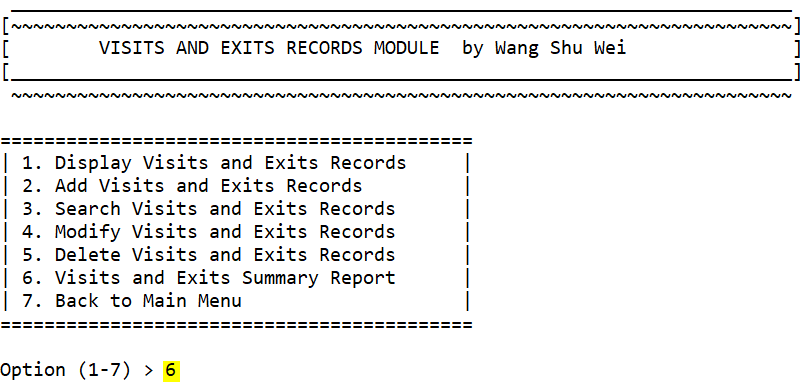 VISITS AND EXITS RECORDS MODULE  by Wang Shu Wei
| 1. Display Visits and Exits Records |
| 2. Add Visits and Exits Records |
| 3. Search Visits and Exits Records |
| 4. Modify Visits and Exits Records |
| 5. Delete Visits and Exits Records |
| 6. Visits and Exits Summary Report |
| 7. Back to Main Menu |
Option (1-7) > 6